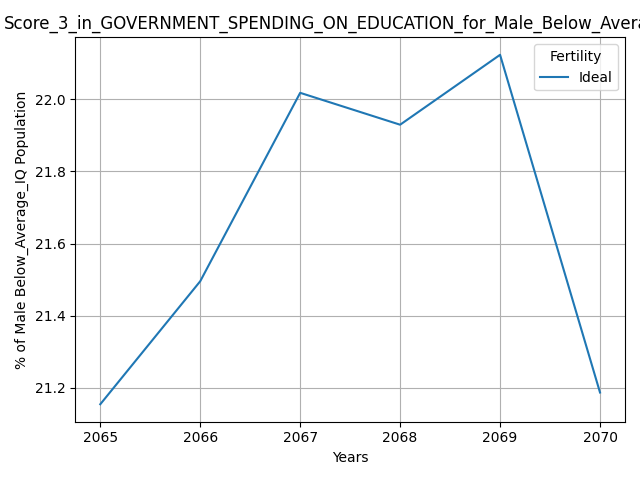 Score_3_in_GOVERNMENT_SPENDING_ON_EDUCATION_for_Male_Below_Avera
Fertility
Ideal
% of Male Below_Average_IQ Population
22.0
21.8
21.6
21.4
21.2
2065 2066 2067 2068 2069 2070
Years